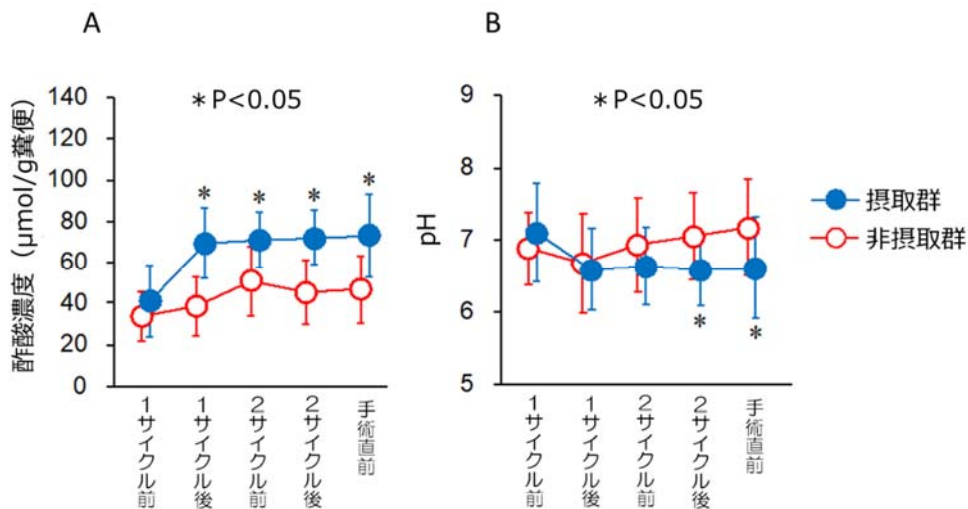 A
酢酸濃度（μmol/g糞便）
140
120
100
80
60
40
20
0
＊P<0.05
*
*
*
*
1サイクル前
1サイクル後
2サイクル前
2サイクル後
手術直前
B
pH
9
8
7
6
5
＊P<0.05
*
*
1サイクル前
1サイクル後
2サイクル前
2サイクル後
手術直前
摂取群
非摂取群